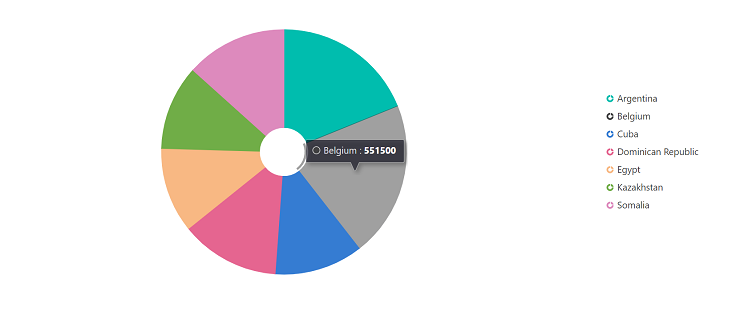 Belgium : 551500
Argentina
Belgium
Cuba
Dominican Republic
Egypt
Kazakhstan
Somalia